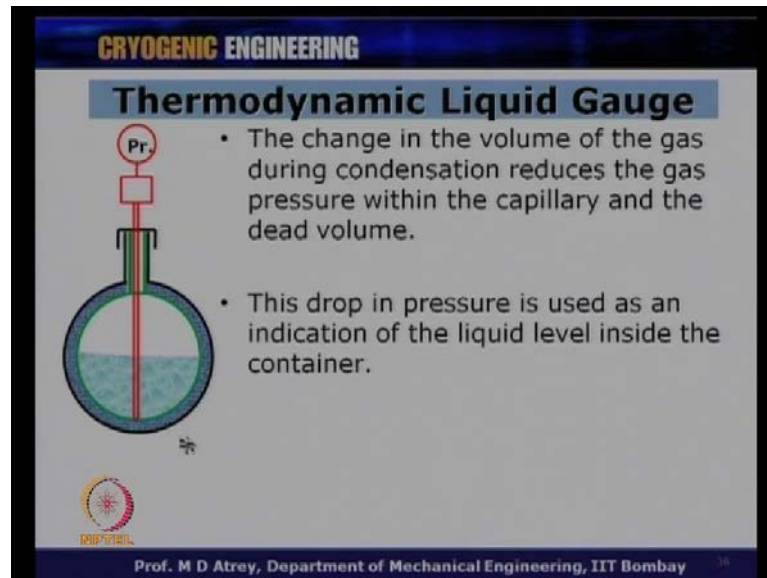 CRYOGENIC ENGINEERING
Thermodynamic Liquid Gauge
Pr.
• The change in the volume of the gas
during condensation reduces the gas
pressure within the capillary and the
dead volume.
• This drop in pressure is used as an
indication of the liquid level inside the
container.
NPTEL
Prof. M D Atrey, Department of Mechanical Engineering, IIT Bombay
36